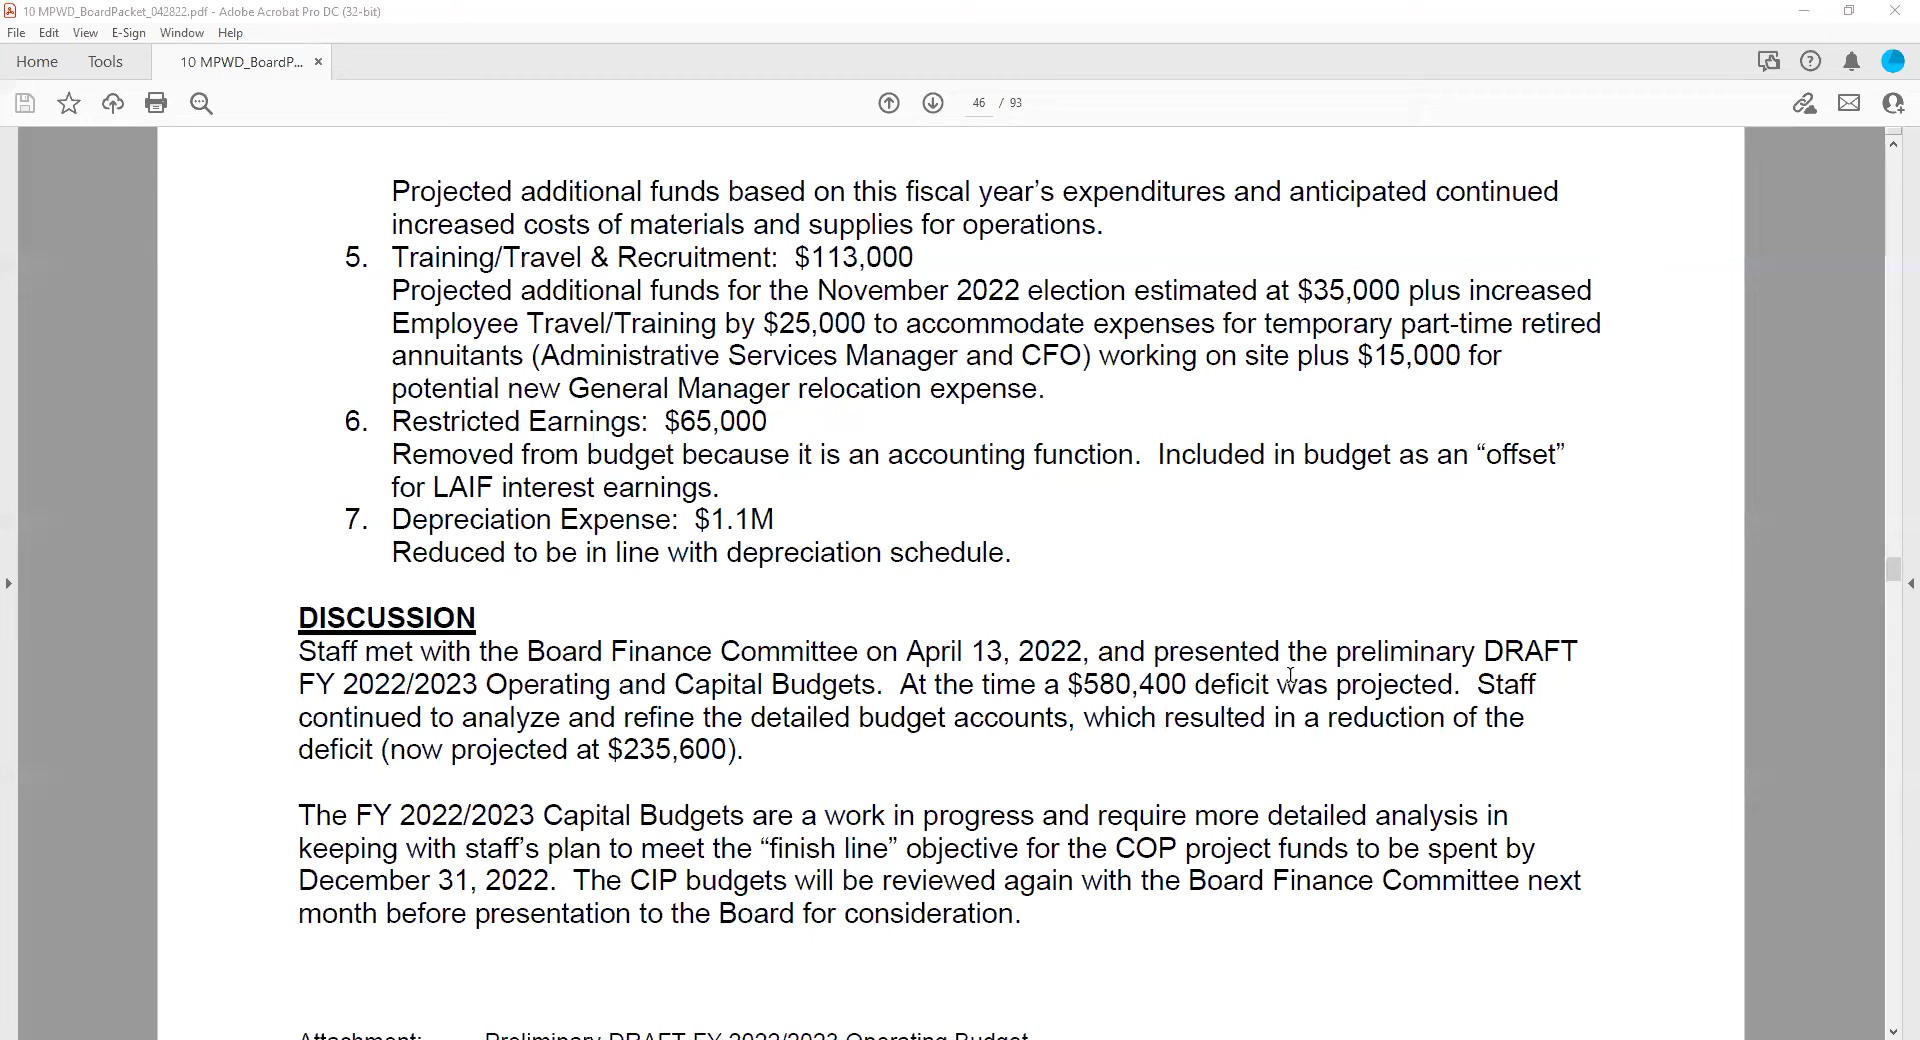 10 MPWD_BoardPacket_042822.pdf - Adobe Acrobat Pro DC (32-bit)
File Edit View E-Sign Window Help
Home Tools 10 MPWD_BoardP... ×
46 / 93
Projected additional funds based on this fiscal year’s expenditures and anticipated continued
increased costs of materials and supplies for operations.
5. Training/Travel & Recruitment: $113,000
Projected additional funds for the November 2022 election estimated at $35,000 plus increased
Employee Travel/Training by $25,000 to accommodate expenses for temporary part-time retired
annuitants (Administrative Services Manager and CFO) working on site plus $15,000 for
potential new General Manager relocation expense.
6. Restricted Earnings: $65,000
Removed from budget because it is an accounting function. Included in budget as an “offset”
for LAIF interest earnings.
7. Depreciation Expense: $1.1M
Reduced to be in line with depreciation schedule.
DISCUSSION
Staff met with the Board Finance Committee on April 13, 2022, and presented the preliminary DRAFT
FY 2022/2023 Operating and Capital Budgets. At the time a $580,400 deficit was projected. Staff
continued to analyze and refine the detailed budget accounts, which resulted in a reduction of the
deficit (now projected at $235,600).
The FY 2022/2023 Capital Budgets are a work in progress and require more detailed analysis in
keeping with staff’s plan to meet the “finish line” objective for the COP project funds to be spent by
December 31, 2022. The CIP budgets will be reviewed again with the Board Finance Committee next
month before presentation to the Board for consideration.
Attachment: Preliminary DRAFT FY 2022/2023 Operating Budget